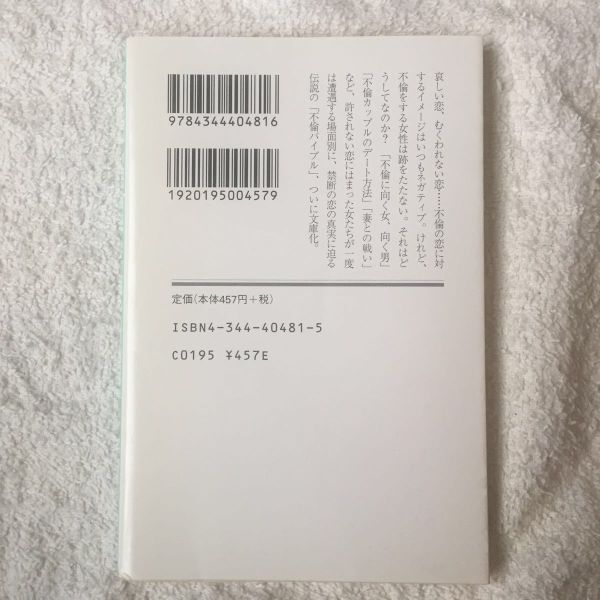 哀しい恋、むくわれない恋……不倫の恋に対
するイメージはいつもネガティブ。けれど、
不倫をする女性は跡をたたない。それはど
うしてなのか？「不倫に向く女、向く男」
「不倫カップルのデート方法」「妻との戦い」
など、許されない恋にはまった女たちが一度
は遭遇する場面別に、禁断の恋の真実に迫る
伝説の「不倫バイブル」、ついに文庫化。
9784344404816
1920195004579
定価(本体457円+税)
ISBN4-344-40481-5
C0195 ¥457E